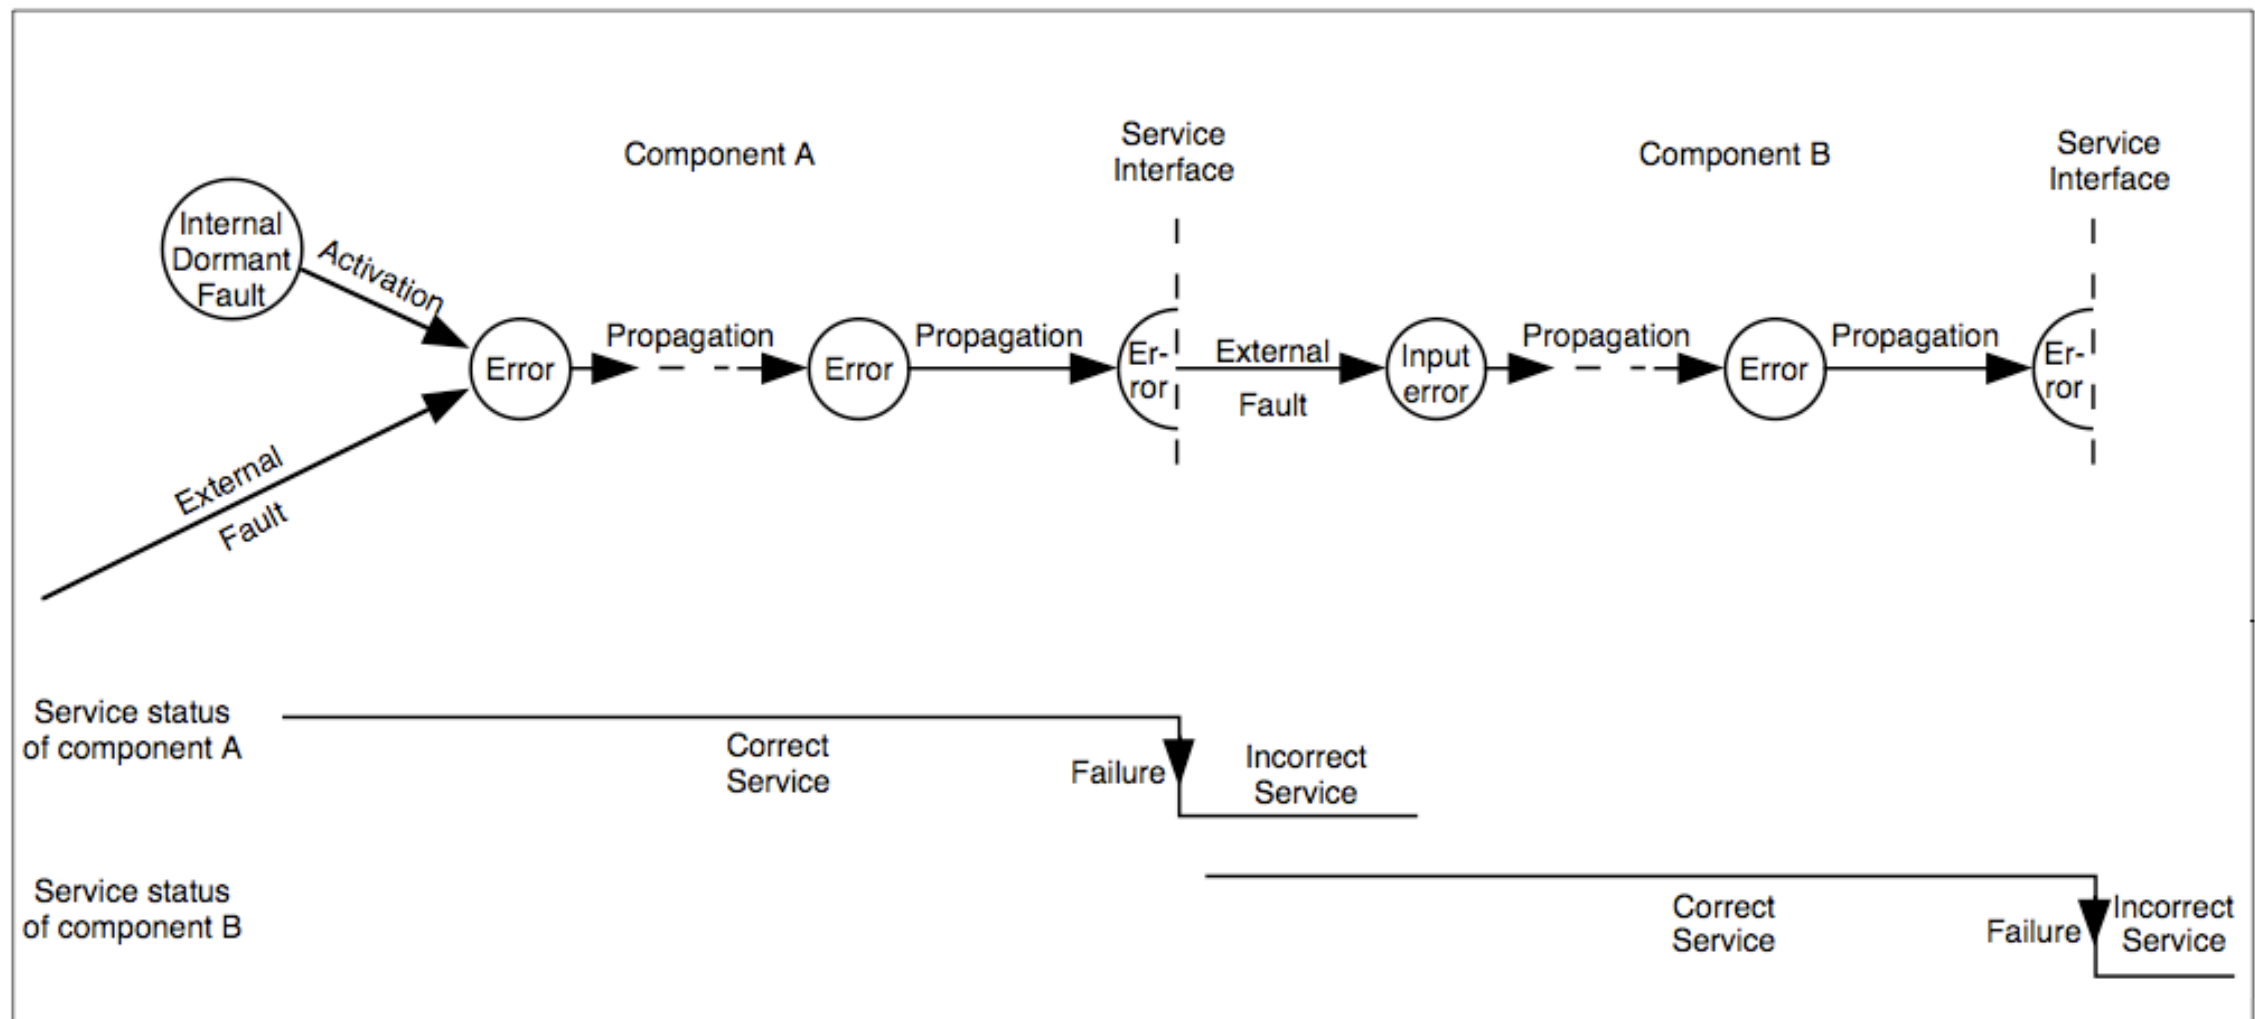 Component A
Service
Interface
Component B
Service
Interface
Internal
Dormant
Fault
Activation
Error
Propagation
Error
Propagation
Er-
ror
External
Fault
Input
error
Propagation
Error
Propagation
Er-
ror
External
Fault
Service status
of component A
Correct
Service
Failure
Incorrect
Service
Service status
of component B
Correct
Service
Failure
Incorrect
Service